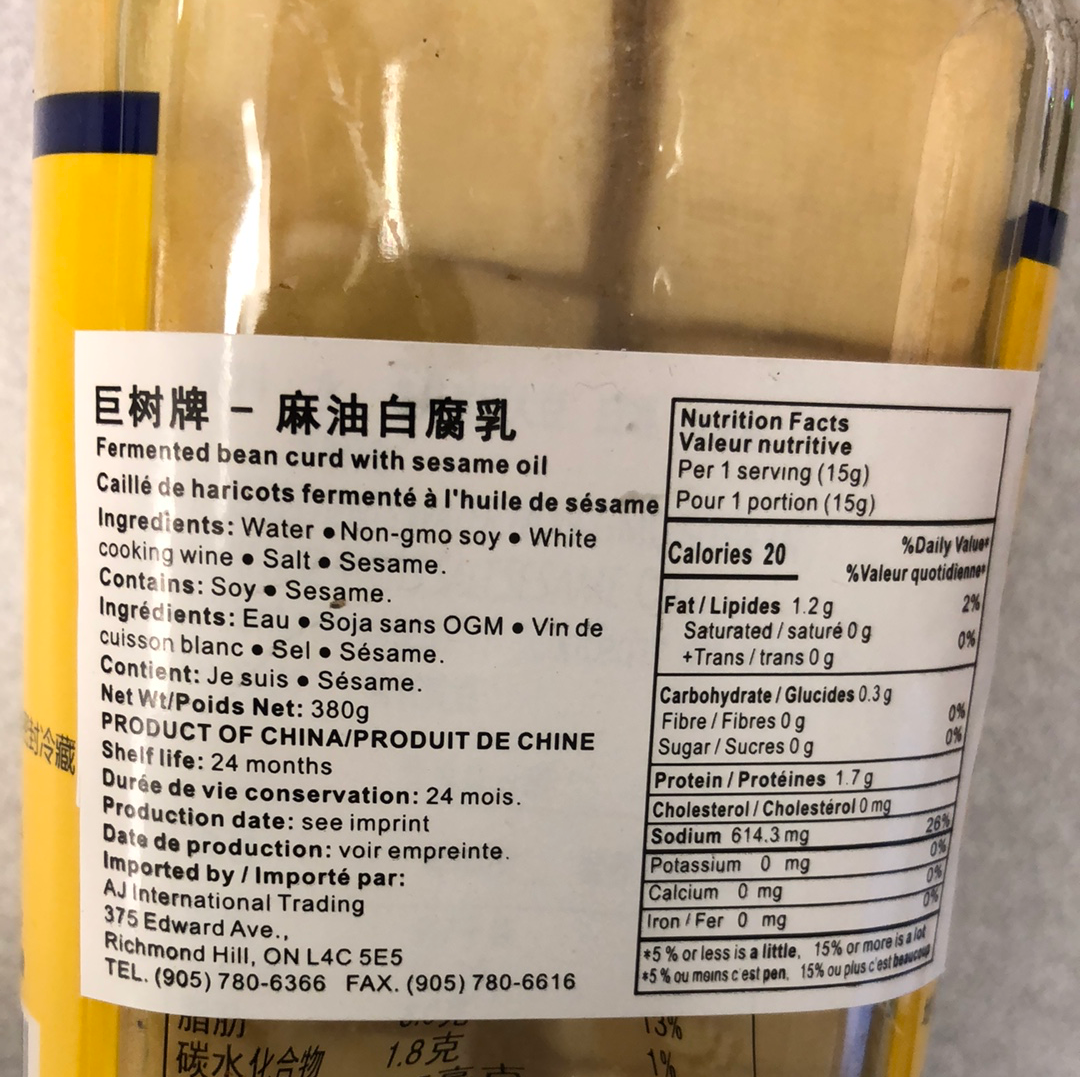 巨树牌 - 麻油白腐乳
Fermented bean curd with sesame oil
Caillé de haricots fermenté à l'huile de sésame
Ingredients: Water ● Non-gmo soy ● White
cooking wine ● Salt ● Sesame.
Contains: Soy ● Sesame.
Ingrédients: Eau ● Soja sans OGM ● Vin de
cuisson blanc ● Sel ● Sésame.
Contient: Je suis ● Sésame.
Net Wt/Poids Net: 380g
PRODUCT OF CHINA/PRODUIT DE CHINE
Shelf life: 24 months
Durée de vie conservation: 24 mois.
Production date: see imprint
Date de production: voir empreinte.
Imported by / Importé par:
AJ International Trading
375 Edward Ave.,
Richmond Hill, ON L4C 5E5
TEL. (905) 780-6366 FAX. (905) 780-6616
Nutrition Facts
Valeur nutritive
Per 1 serving (15g)
Pour 1 portion (15g)
Calories 20
%Daily Value*
%Valeur quotidienne*
Fat / Lipides 1.2 g 2%
Saturated / saturé 0 g 0%
+Trans / trans 0 g
Carbohydrate / Glucides 0.3 g
Fibre / Fibres 0 g 0%
Sugar / Sucres 0 g 0%
Protein / Protéines 1.7 g
Cholesterol / Cholestérol 0 mg
Sodium 614.3 mg 26%
Potassium 0 mg 0%
Calcium 0 mg 0%
Iron / Fer 0 mg 0%
*5 % or less is a little, 15% or more is a lot
*5 % ou moins c'est pen, 15% ou plus c'est beaucoup
封冷藏
脂肪 13%
碳水化合物 1.8克 1%